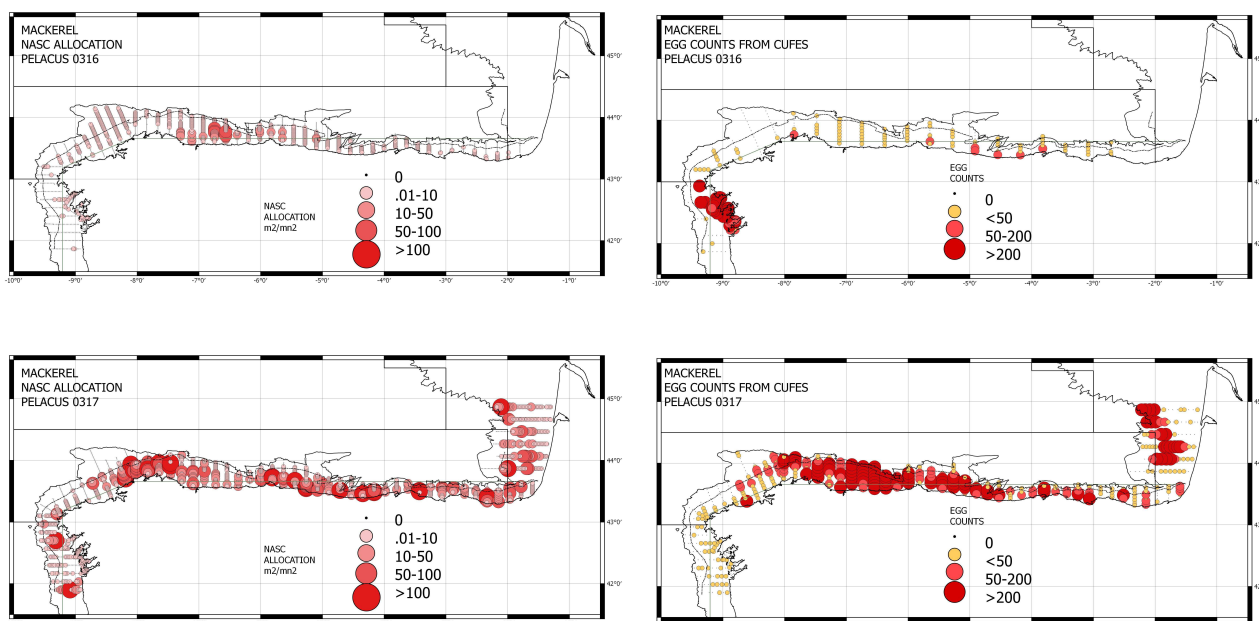 MACKEREL
NASC ALLOCATION
PELACUS 0316
45°0'
44°0'
43°0'
42°0'
NASC
ALLOCATION
m2/mn2
0
.01-10
10-50
50-100
>100
-10°0' -9°0' -8°0' -7°0' -6°0' -5°0' -4°0' -3°0' -2°0' -1°0'
MACKEREL
EGG COUNTS FROM CUFES
PELACUS 0316
EGG
COUNTS
0
<50
50-200
>200
-10°0' -9°0' -8°0' -7°0' -6°0' -5°0' -4°0' -3°0' -2°0' -1°0'
MACKEREL
NASC ALLOCATION
PELACUS 0317
45°0'
44°0'
43°0'
42°0'
NASC
ALLOCATION
m2/mn2
0
.01-10
10-50
50-100
>100
MACKEREL
EGG COUNTS FROM CUFES
PELACUS 0317
EGG
COUNTS
0
<50
50-200
>200